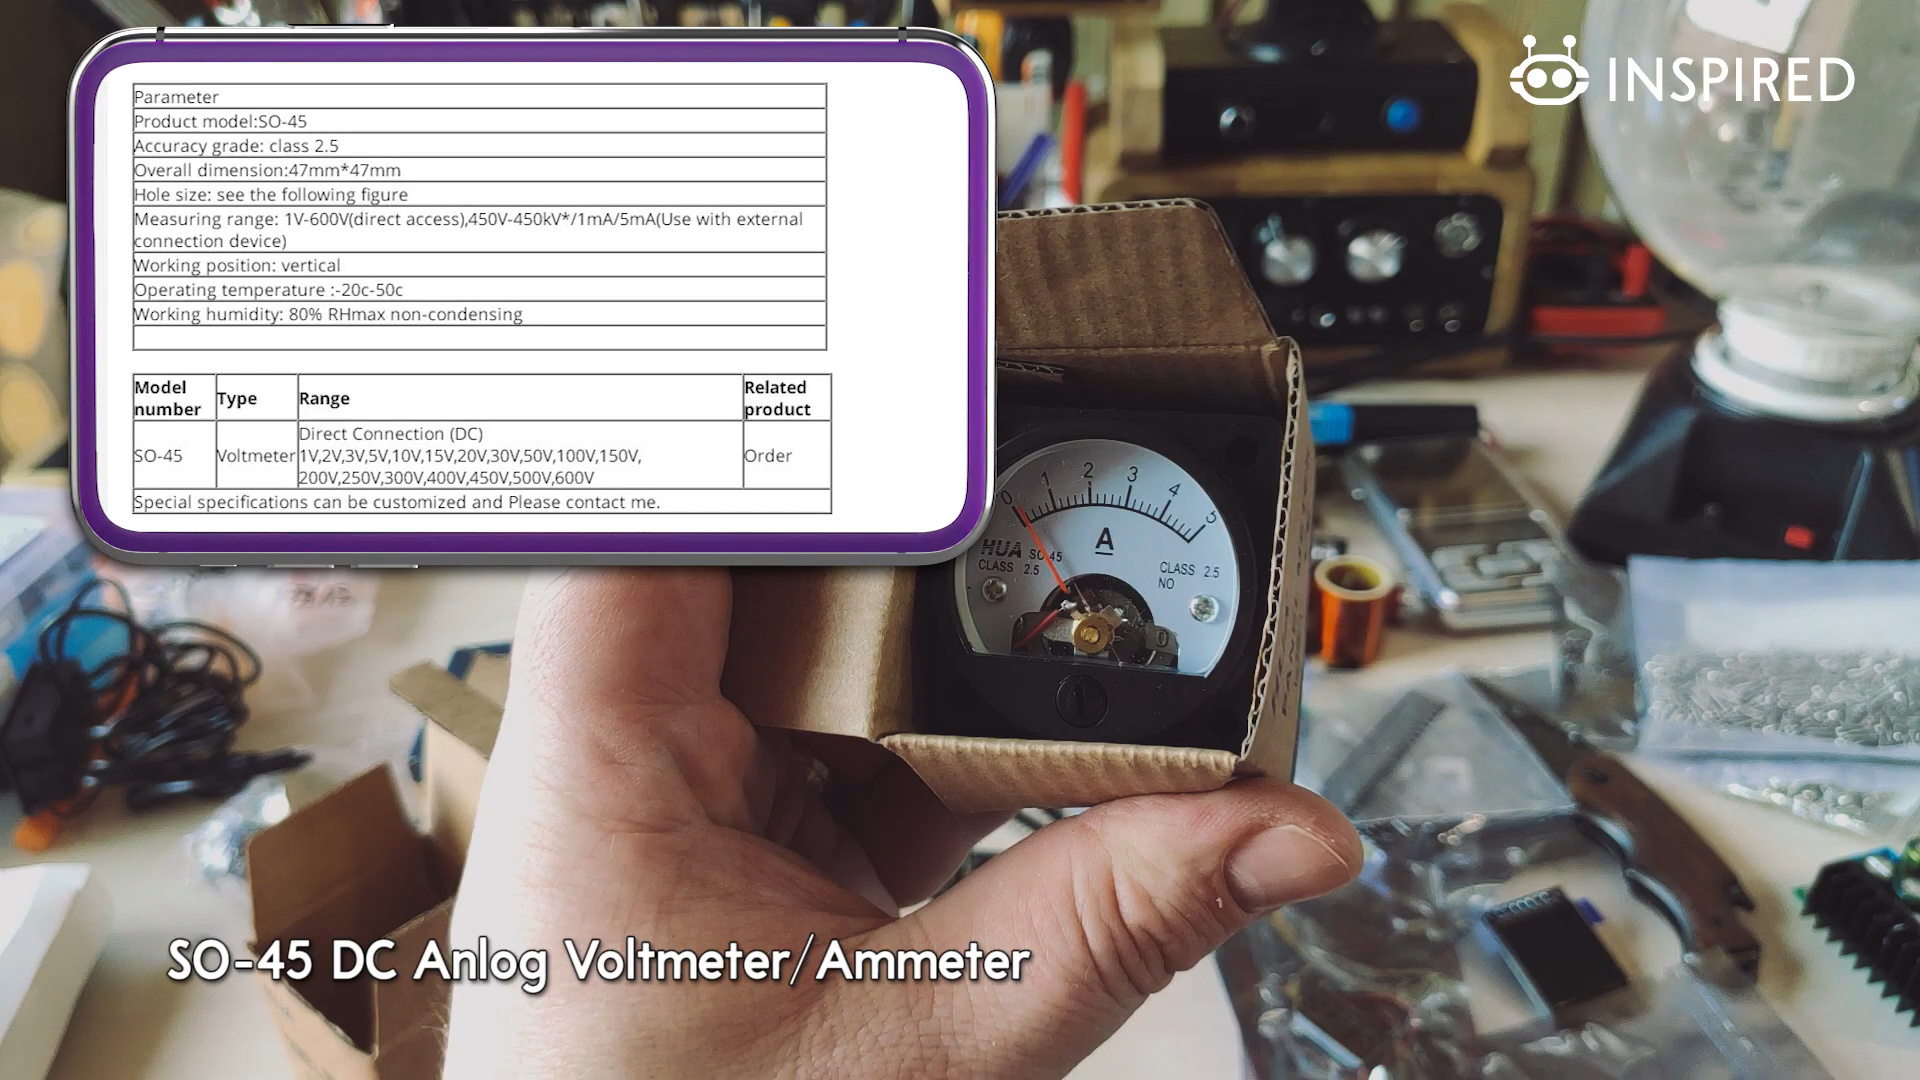 INSPIRED
Parameter
Product model:SO-45
Accuracy grade: class 2.5
Overall dimension:47mm*47mm
Hole size: see the following figure
Measuring range: 1V-600V(direct access),450V-450kV*/1mA/5mA(Use with external
connection device)
Working position: vertical
Operating temperature :-20c-50c
Working humidity: 80% RHmax non-condensing
Model number Type Range Related product
SO-45 Voltmeter Direct Connection (DC)
1V,2V,3V,5V,10V,15V,20V,30V,50V,100V,150V,
200V,250V,300V,400V,450V,500V,600V
Order
Special specifications can be customized and Please contact me.
0 1 2 3 4 5
A
HUA SO-45
CLASS 2.5
CLASS 2.5
NO
SO-45 DC Anlog Voltmeter/Ammeter